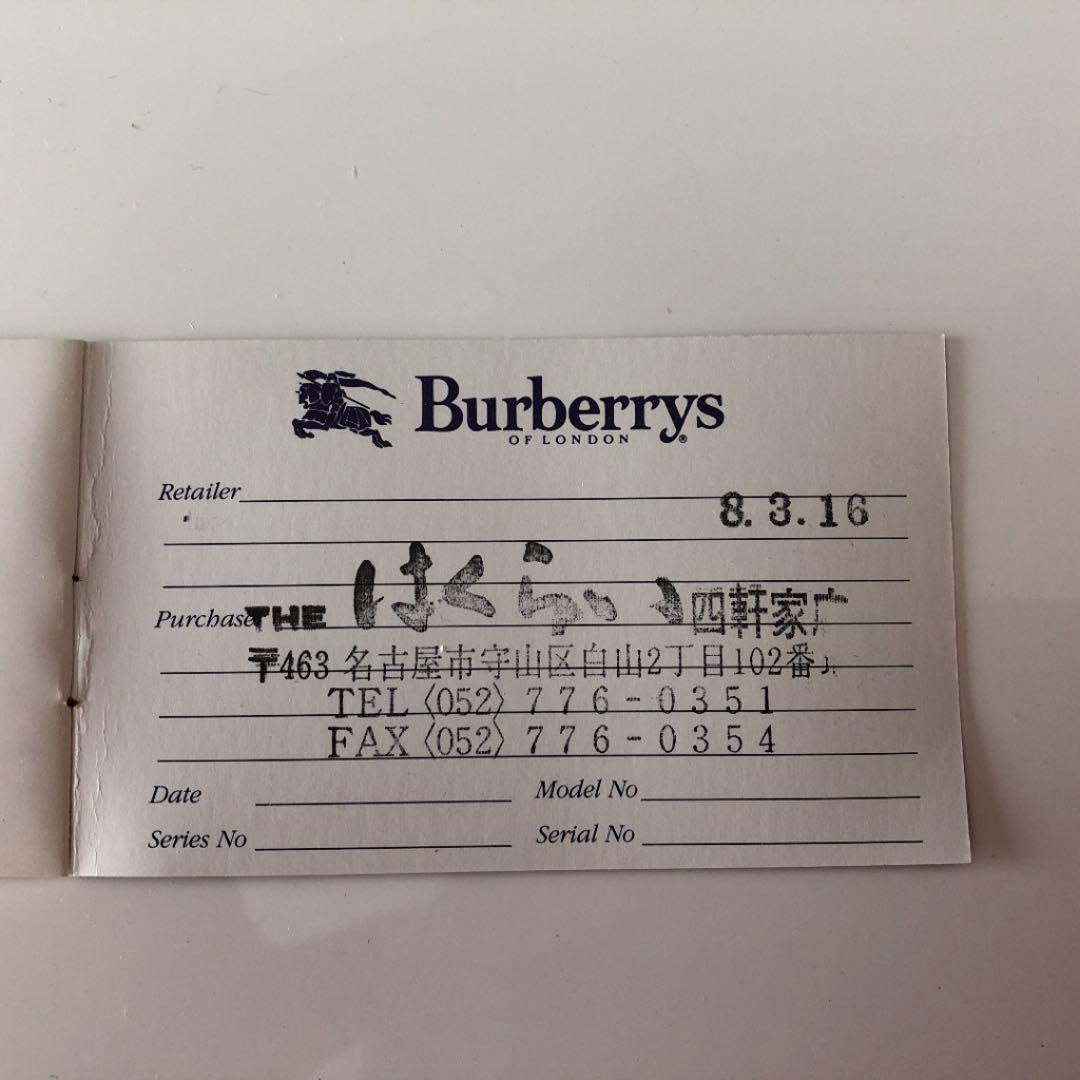 Burberrys
OF LONDON
Retailer
8.3.16
Purchase
THE はくらい 四軒家
〒463 名古屋市守山区白山2丁目102番
TEL〈052〉776-0351
FAX〈052〉776-0354
Date Model No
Series No Serial No